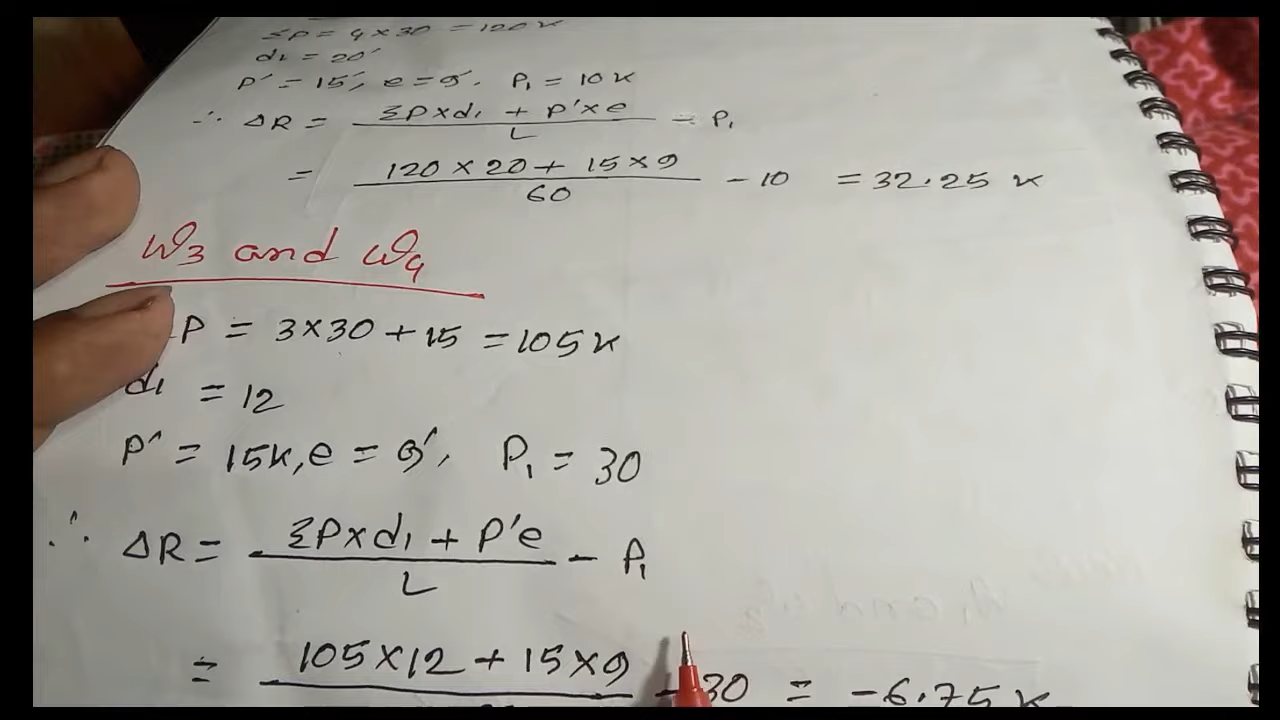 ΣP = 4 x 30 = 120 K
d1 = 20'
P' = 15', e = 9'. P1 = 10 K
∴ ΔR = ΣP x d1 + P' x e / L - P1
= 120 x 20 + 15 x 9 / 60 - 10 = 32.25 K
W3 and W4
P = 3x30 + 15 = 105 K
d1 = 12
P' = 15K, e = 9', P1 = 30
∴ ΔR = ΣP x d1 + P'e / L - P1
= 105 x 12 + 15 x 9 - 30 = -6.75 K